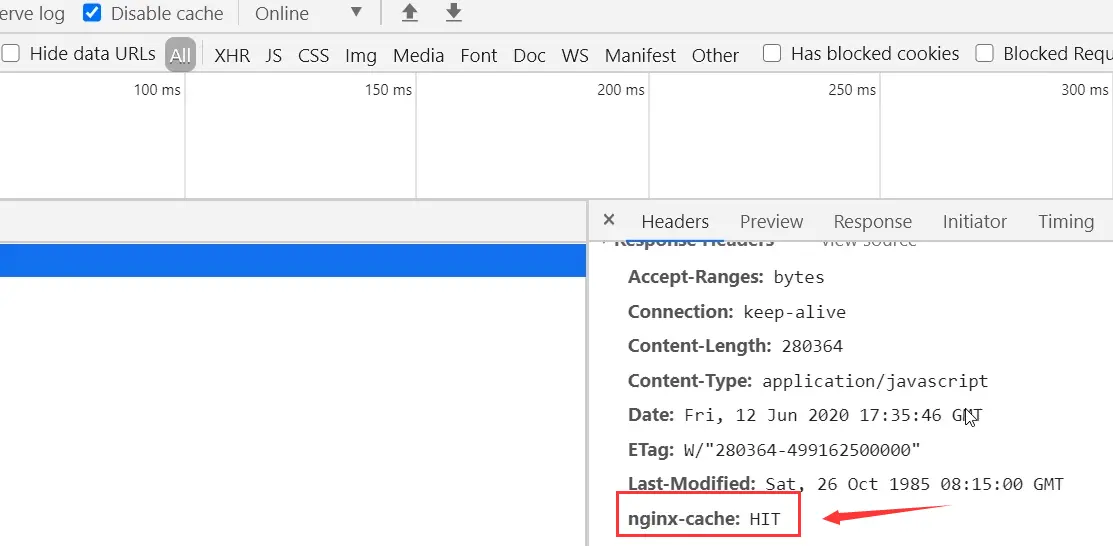 erve log Disable cache Online
Hide data URLs All XHR JS CSS Img Media Font Doc WS Manifest Other Has blocked cookies Blocked Requ
100 ms 150 ms 200 ms 250 ms 300 ms
× Headers Preview Response Initiator Timing
Response Headers view source
Accept-Ranges: bytes
Connection: keep-alive
Content-Length: 280364
Content-Type: application/javascript
Date: Fri, 12 Jun 2020 17:35:46 GMT
ETag: W/"280364-499162500000"
Last-Modified: Sat, 26 Oct 1985 08:15:00 GMT
nginx-cache: HIT